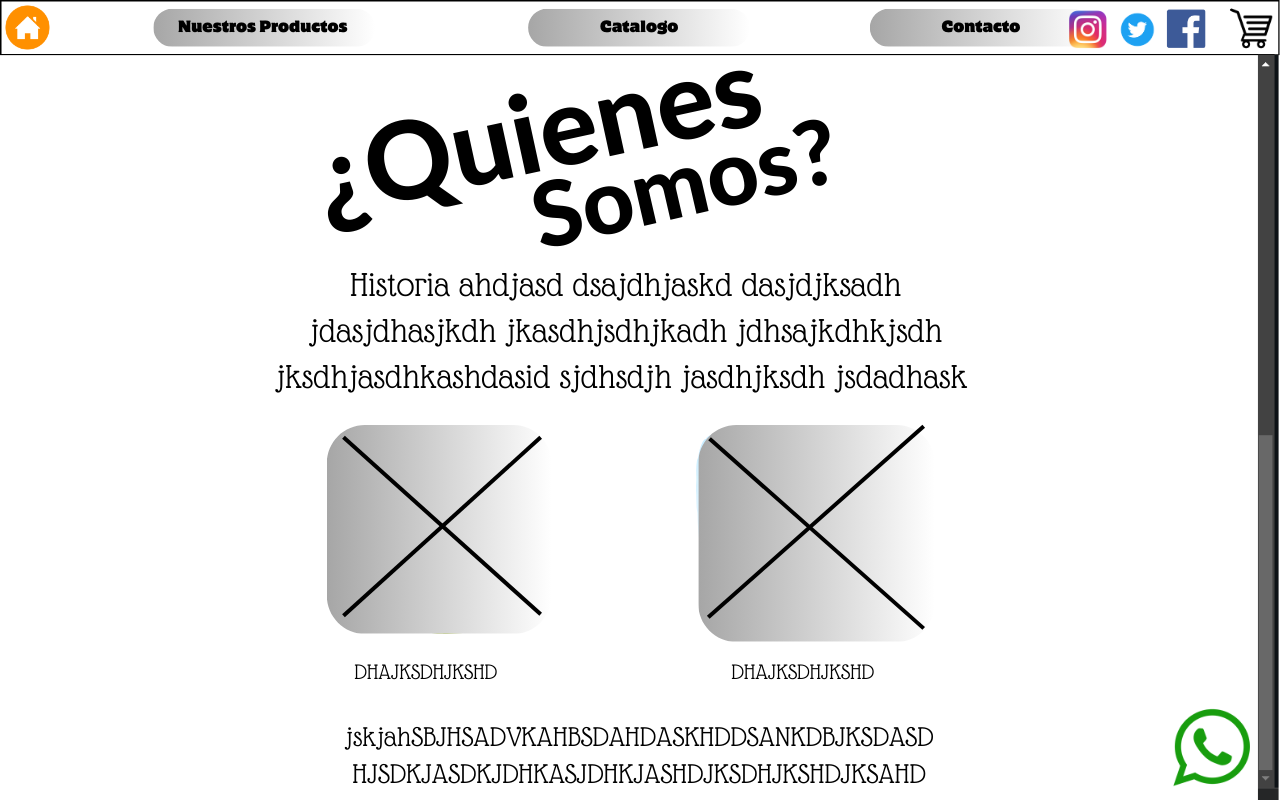 Nuestros Productos
Catalogo
Contacto
¿Quienes
Somos?
Historia ahdjasd dsajdhjaskd dasjdjksadh
jdasjdhasjkdh jkasdhjsdhjkadh jdhsajkdhkjsdh
jksdhjasdhkashdasid sjdhsdjh jasdhjksdh jsdadhask
DHAJKSDHJKSHD
DHAJKSDHJKSHD
jskjahSBJHSADVKAHBSDAHDASKHDDSANKDBJKSDASD
HJSDKJASDKJDHKASJDHKJASHDJKSDHJKSHDJKSAHD